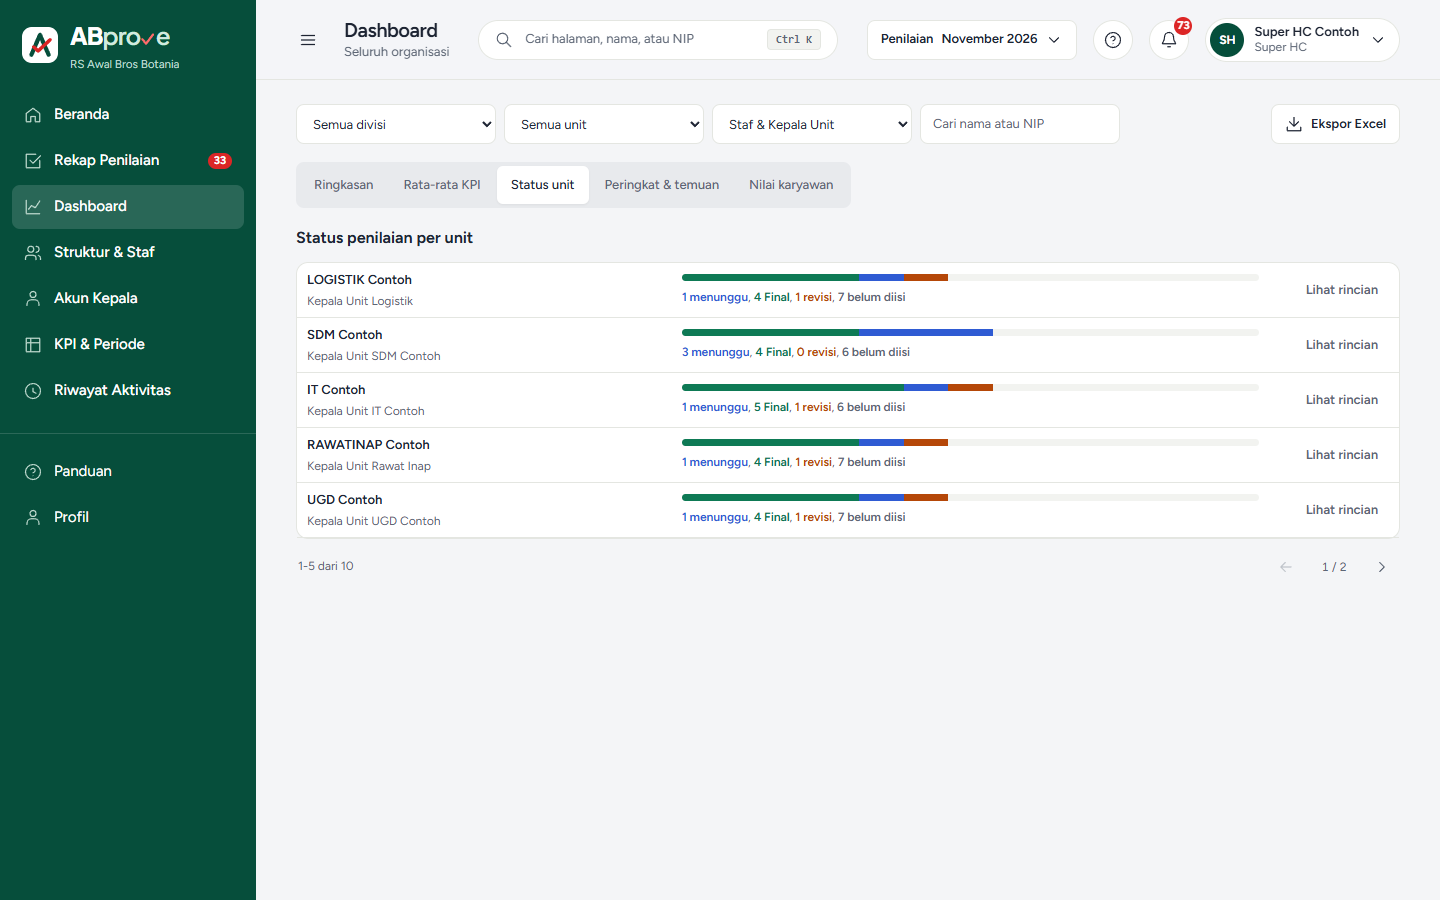 ABprove
RS Awal Bros Botania
Beranda
Rekap Penilaian 33
Dashboard
Struktur & Staf
Akun Kepala
KPI & Periode
Riwayat Aktivitas
Panduan
Profil
Dashboard
Seluruh organisasi
Cari halaman, nama, atau NIP Ctrl K
Penilaian November 2026
73
SH
Super HC Contoh
Super HC
Semua divisi
Semua unit
Staf & Kepala Unit
Cari nama atau NIP
Ekspor Excel
Ringkasan
Rata-rata KPI
Status unit
Peringkat & temuan
Nilai karyawan
Status penilaian per unit
LOGISTIK Contoh
Kepala Unit Logistik
1 menunggu, 4 Final, 1 revisi, 7 belum diisi
Lihat rincian
SDM Contoh
Kepala Unit SDM Contoh
3 menunggu, 4 Final, 0 revisi, 6 belum diisi
Lihat rincian
IT Contoh
Kepala Unit IT Contoh
1 menunggu, 5 Final, 1 revisi, 6 belum diisi
Lihat rincian
RAWATINAP Contoh
Kepala Unit Rawat Inap
1 menunggu, 4 Final, 1 revisi, 7 belum diisi
Lihat rincian
UGD Contoh
Kepala Unit UGD Contoh
1 menunggu, 4 Final, 1 revisi, 7 belum diisi
Lihat rincian
1-5 dari 10
1 / 2